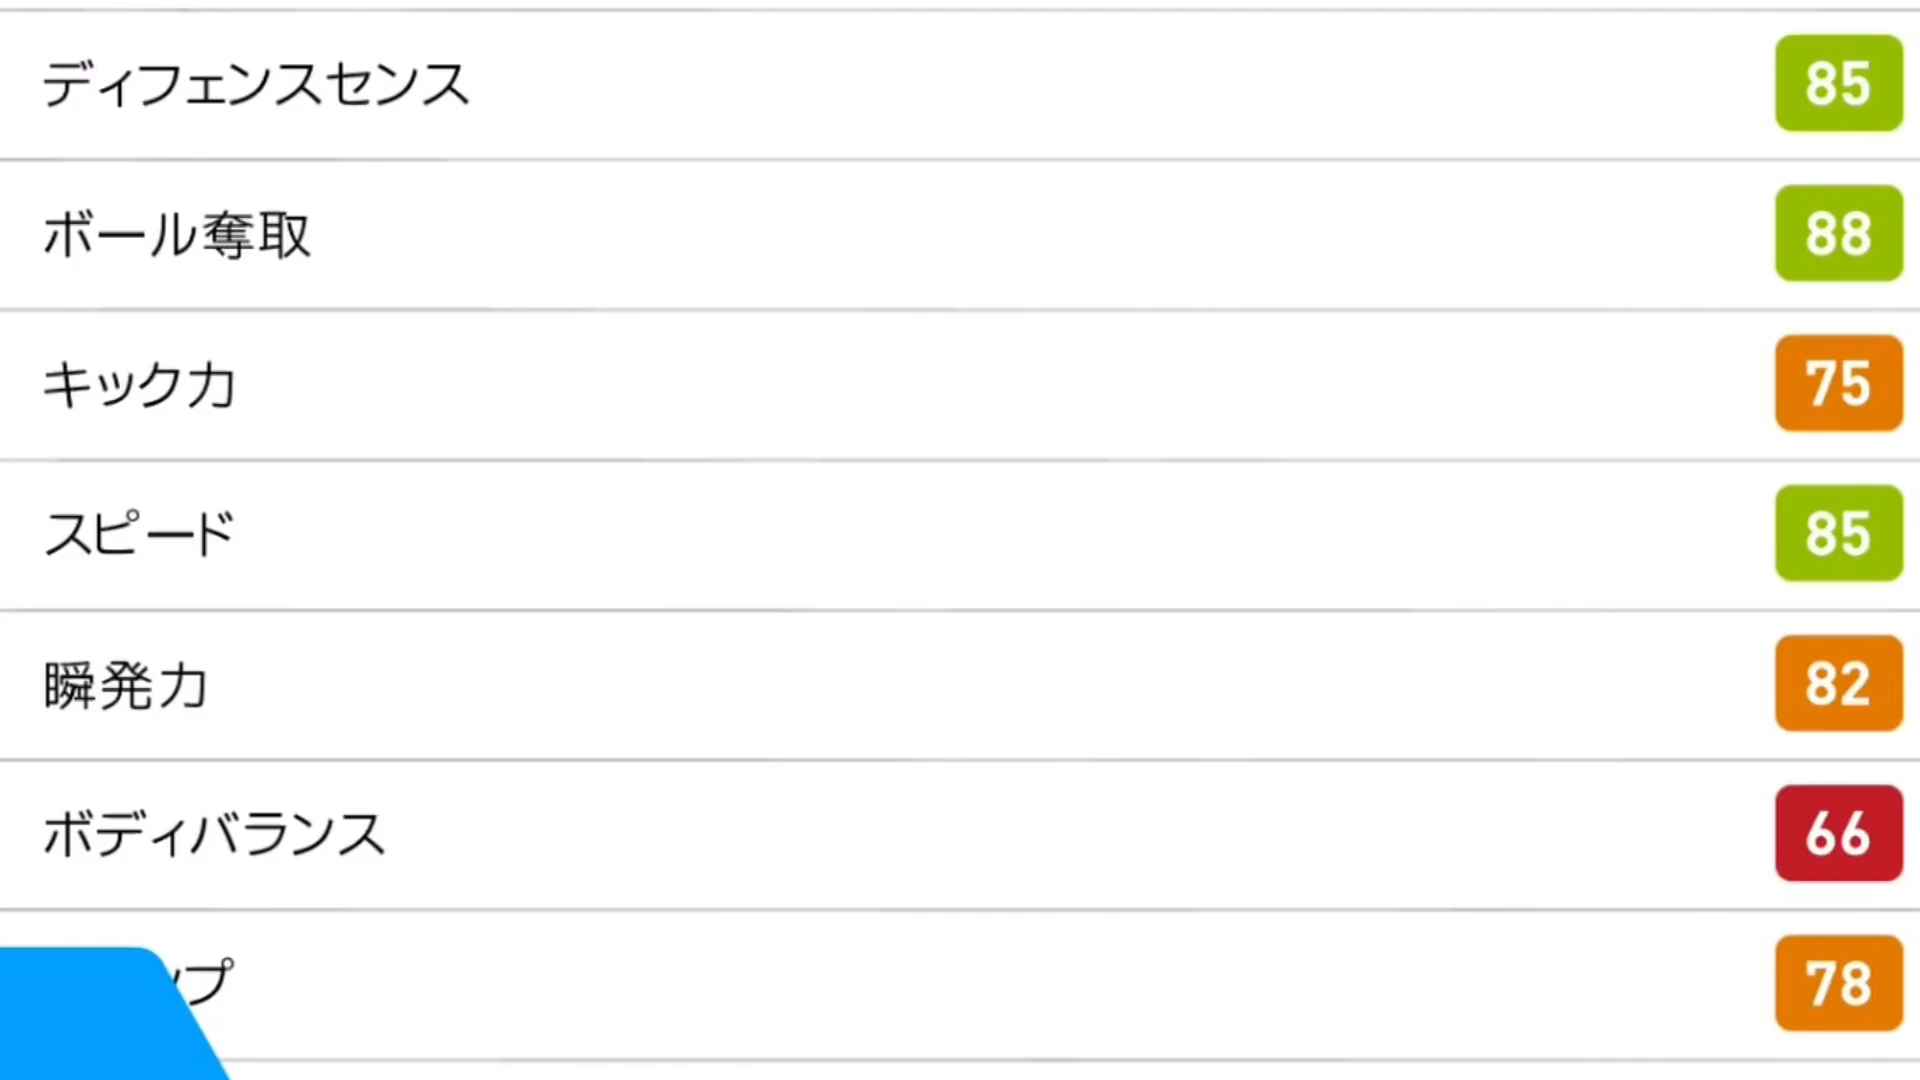 ディフェンスセンス 85
ボール奪取 88
キック力 75
スピード 85
瞬発力 82
ボディバランス 66
プ 78